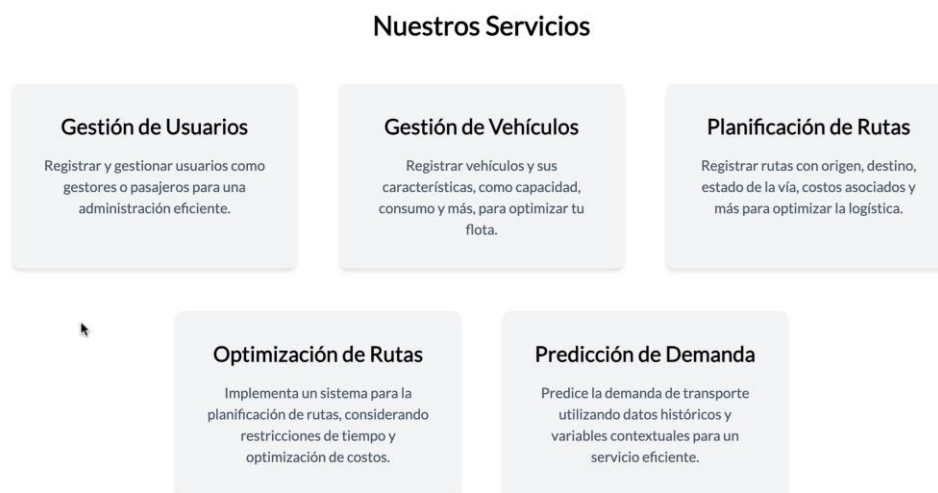 Nuestros Servicios
Gestión de Usuarios
Registrar y gestionar usuarios como
gestores o pasajeros para una
administración eficiente.
Gestión de Vehículos
Registrar vehículos y sus
características, como capacidad,
consumo y más, para optimizar tu
flota.
Planificación de Rutas
Registrar rutas con origen, destino,
estado de la vía, costos asociados y
más para optimizar la logística.
Optimización de Rutas
Implementa un sistema para la
planificación de rutas, considerando
restricciones de tiempo y
optimización de costos.
Predicción de Demanda
Predice la demanda de transporte
utilizando datos históricos y
variables contextuales para un
servicio eficiente.